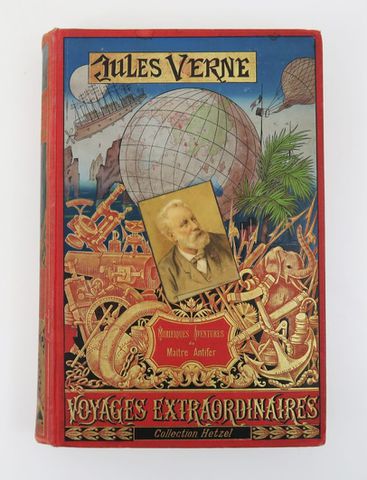 JULES VERNE
MIRIFIQUES AVENTURES
de
Maître Antifer
VOYAGES EXTRAORDINAIRES
Collection Hetzel